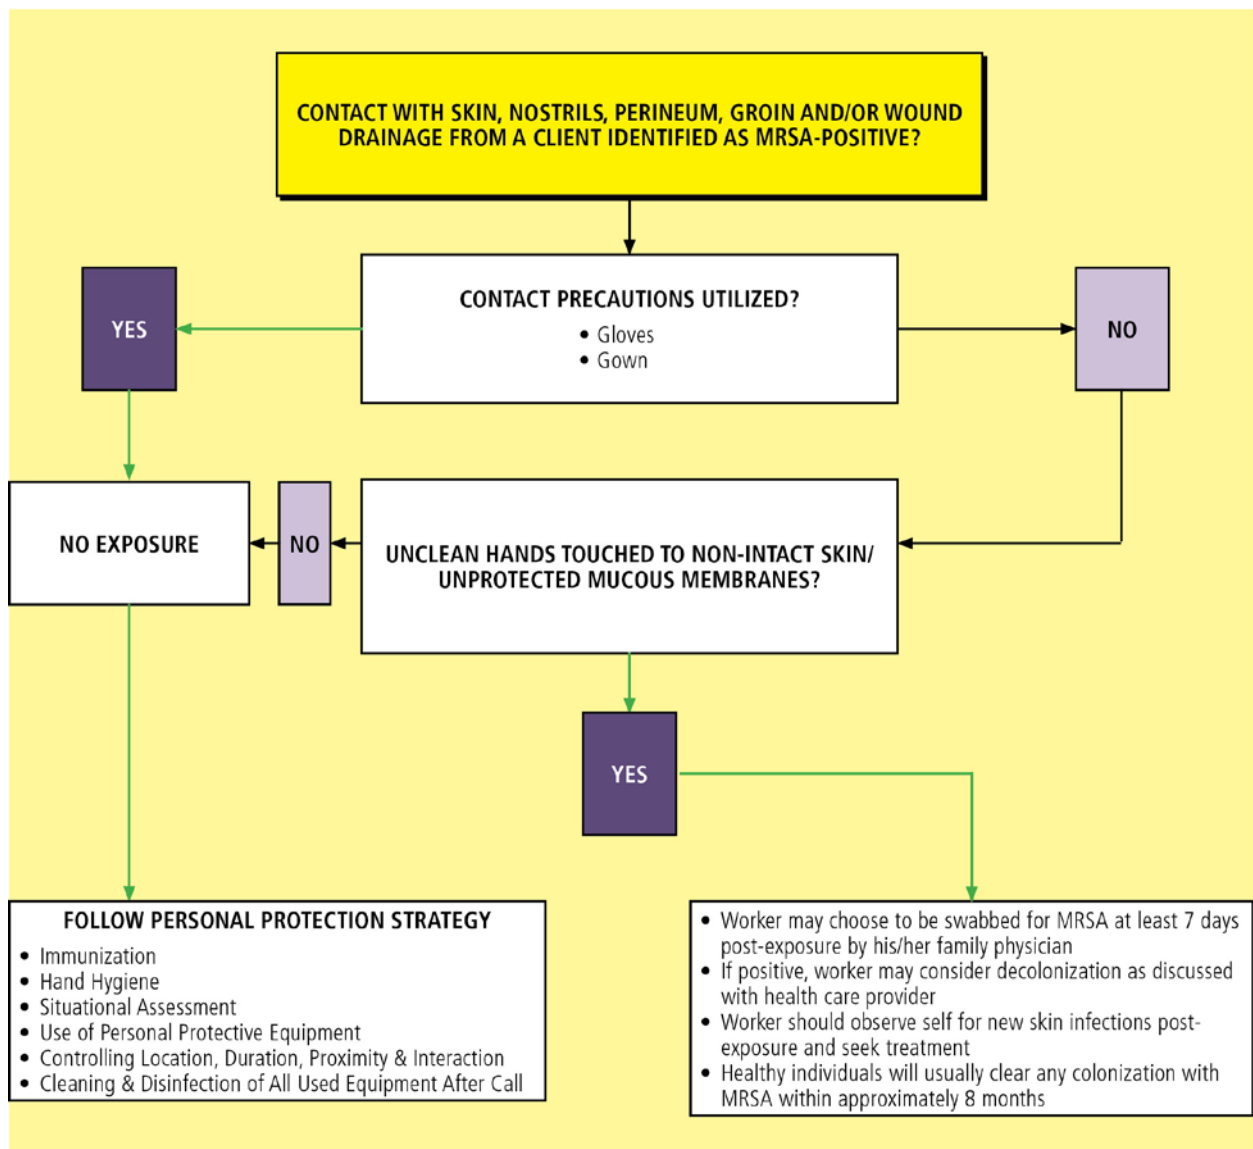 CONTACT WITH SKIN, NOSTRILS, PERINEUM, GROIN AND/OR WOUND
DRAINAGE FROM A CLIENT IDENTIFIED AS MRSA-POSITIVE?
CONTACT PRECAUTIONS UTILIZED?
• Gloves
• Gown
YES
NO
NO EXPOSURE
NO
UNCLEAN HANDS TOUCHED TO NON-INTACT SKIN/
UNPROTECTED MUCOUS MEMBRANES?
YES
FOLLOW PERSONAL PROTECTION STRATEGY
• Immunization
• Hand Hygiene
• Situational Assessment
• Use of Personal Protective Equipment
• Controlling Location, Duration, Proximity & Interaction
• Cleaning & Disinfection of All Used Equipment After Call
• Worker may choose to be swabbed for MRSA at least 7 days
post-exposure by his/her family physician
• If positive, worker may consider decolonization as discussed
with health care provider
• Worker should observe self for new skin infections post-
exposure and seek treatment
• Healthy individuals will usually clear any colonization with
MRSA within approximately 8 months